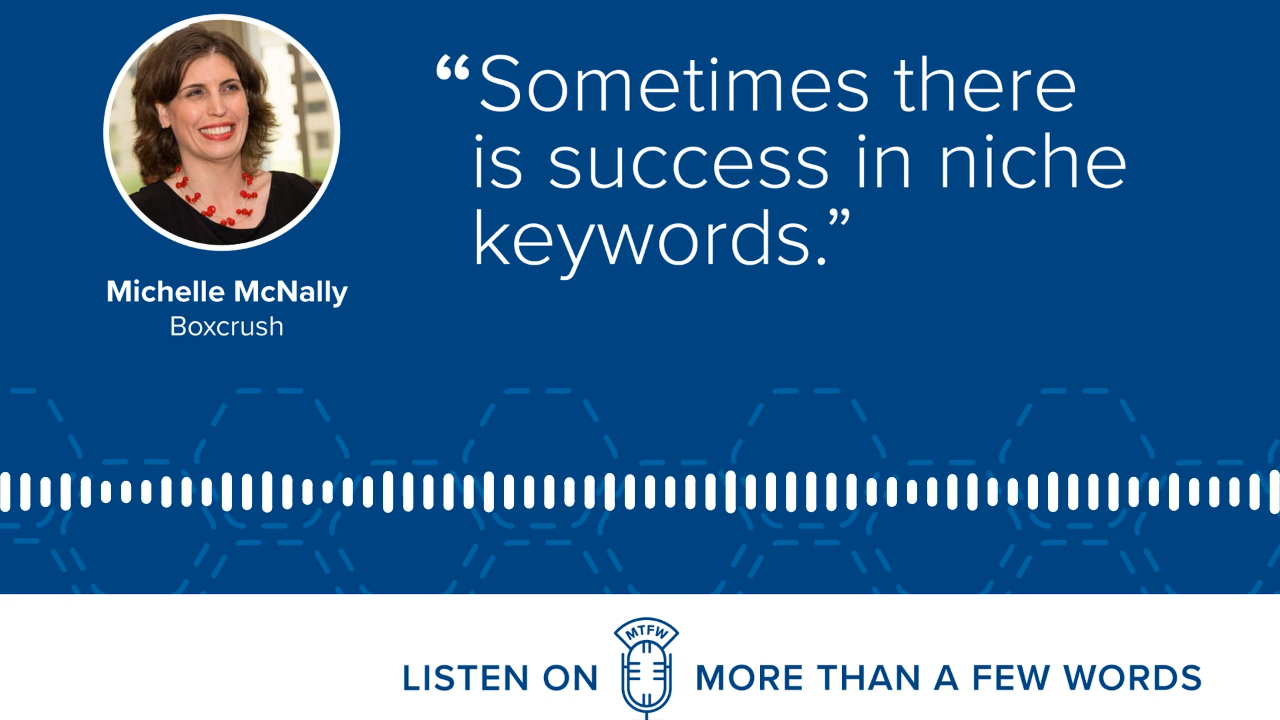 “Sometimes there
is success in niche
keywords.”
Michelle McNally
Boxcrush
MTFW
LISTEN ON MORE THAN A FEW WORDS